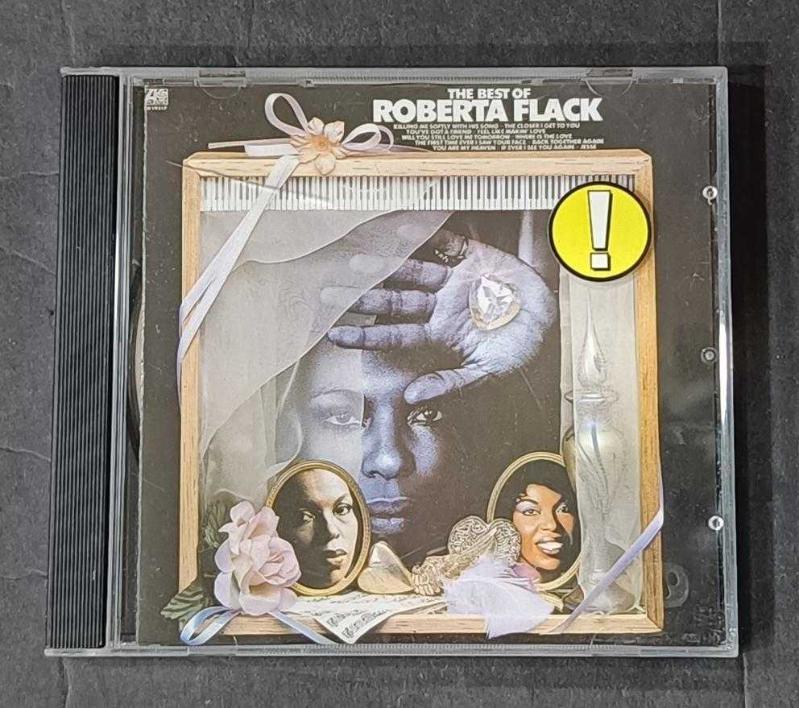 THE BEST OF
ROBERTA FLACK
KILLING ME SOFTLY WITH HIS SONG · THE CLOSER I GET TO YOU
YOU'VE GOT A FRIEND · FEEL LIKE MAKIN' LOVE
WILL YOU STILL LOVE ME TOMORROW · WHERE IS THE LOVE
THE FIRST TIME EVER I SAW YOUR FACE · BACK TOGETHER AGAIN
YOU ARE MY HEAVEN · IF EVER I SEE YOU AGAIN · JESSE
!